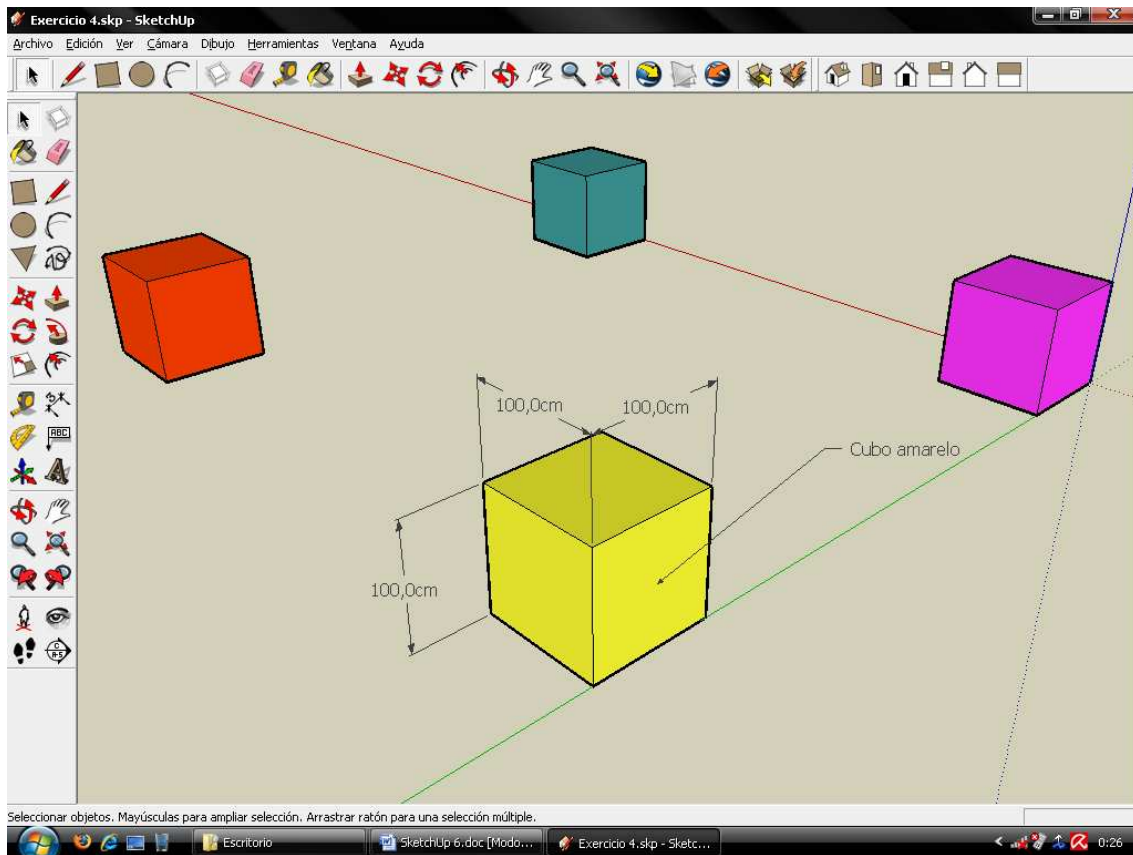 Exercicio 4.skp - SketchUp
Archivo Edición Ver Cámara Dibujo Herramientas Ventana Ayuda
ABC
100,0cm 100,0cm
Cubo amarelo
100,0cm
Seleccionar objetos. Mayúsculas para ampliar selección. Arrastrar ratón para una selección múltiple.
Escritorio SketchUp 6.doc [Modo... Exercicio 4.skp - Sketc... 0:26